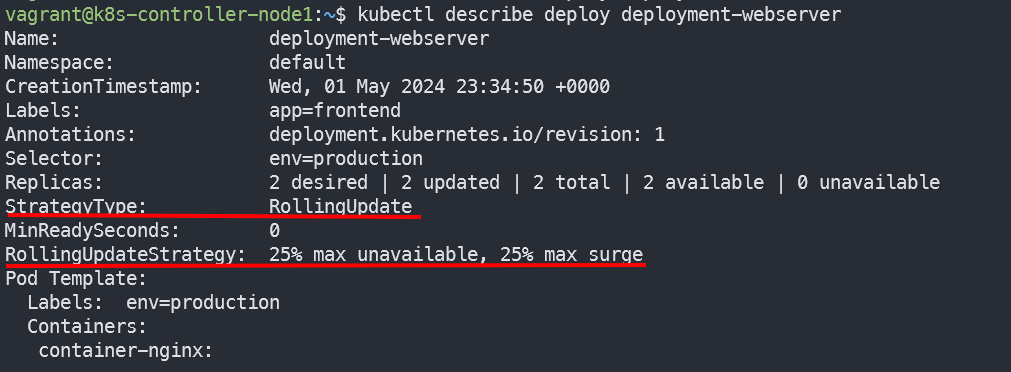 vagrant@k8s-controller-node1:~$ kubectl describe deploy deployment-webserver
Name:                   deployment-webserver
Namespace:              default
CreationTimestamp:      Wed, 01 May 2024 23:34:50 +0000
Labels:                 app=frontend
Annotations:            deployment.kubernetes.io/revision: 1
Selector:               env=production
Replicas:               2 desired | 2 updated | 2 total | 2 available | 0 unavailable
StrategyType:           RollingUpdate
MinReadySeconds:        0
RollingUpdateStrategy:  25% max unavailable, 25% max surge
Pod Template:
  Labels:  env=production
  Containers:
   container-nginx: